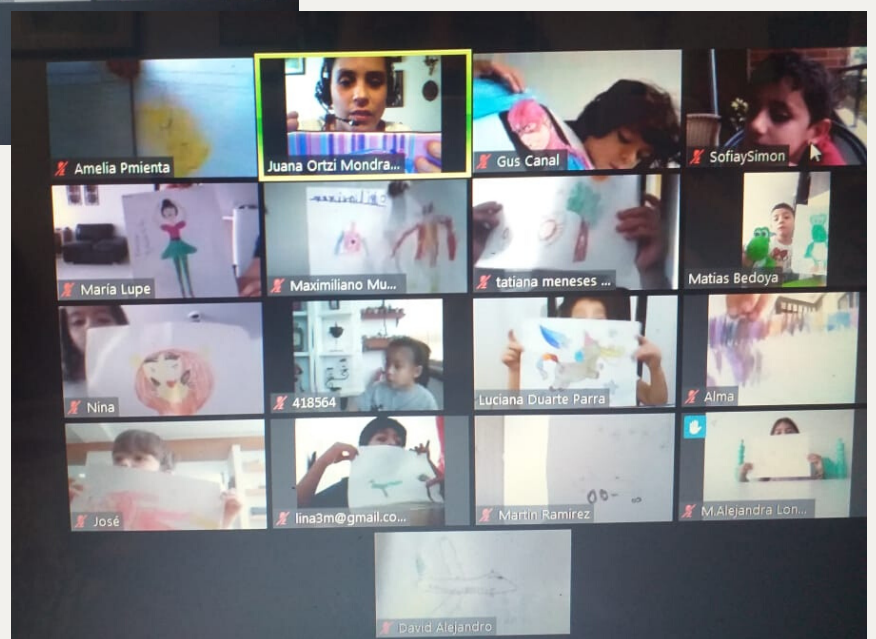 Amelia Pmienta
Juana Ortzi Mondra...
Gus Canal
SofiaySimon
María Lupe
Maximiliano Mu...
tatiana meneses ...
Matias Bedoya
Nina
418564
Luciana Duarte Parra
Alma
José
lina3m@gmail.co...
Martín Ramirez
M.Alejandra Lon...
David Alejandro